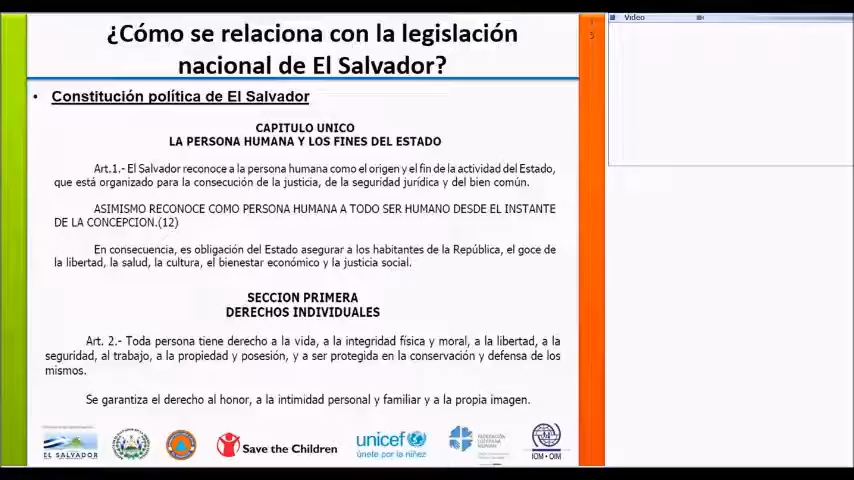 ¿Cómo se relaciona con la legislación
nacional de El Salvador?
• Constitución política de El Salvador
CAPITULO UNICO
LA PERSONA HUMANA Y LOS FINES DEL ESTADO
Art.1.- El Salvador reconoce a la persona humana como el origen y el fin de la actividad del Estado,
que está organizado para la consecución de la justicia, de la seguridad jurídica y del bien común.
ASIMISMO RECONOCE COMO PERSONA HUMANA A TODO SER HUMANO DESDE EL INSTANTE
DE LA CONCEPCION.(12)
En consecuencia, es obligación del Estado asegurar a los habitantes de la República, el goce de
la libertad, la salud, la cultura, el bienestar económico y la justicia social.
SECCION PRIMERA
DERECHOS INDIVIDUALES
Art. 2.- Toda persona tiene derecho a la vida, a la integridad física y moral, a la libertad, a la
seguridad, al trabajo, a la propiedad y posesión, y a ser protegida en la conservación y defensa de los
mismos.
Se garantiza el derecho al honor, a la intimidad personal y familiar y a la propia imagen.
EL SALVADOR
Save the Children
unicef
únete por la niñez
FEDERACIÓN
LUTERANA
MUNDIAL
IOM • OIM
Video